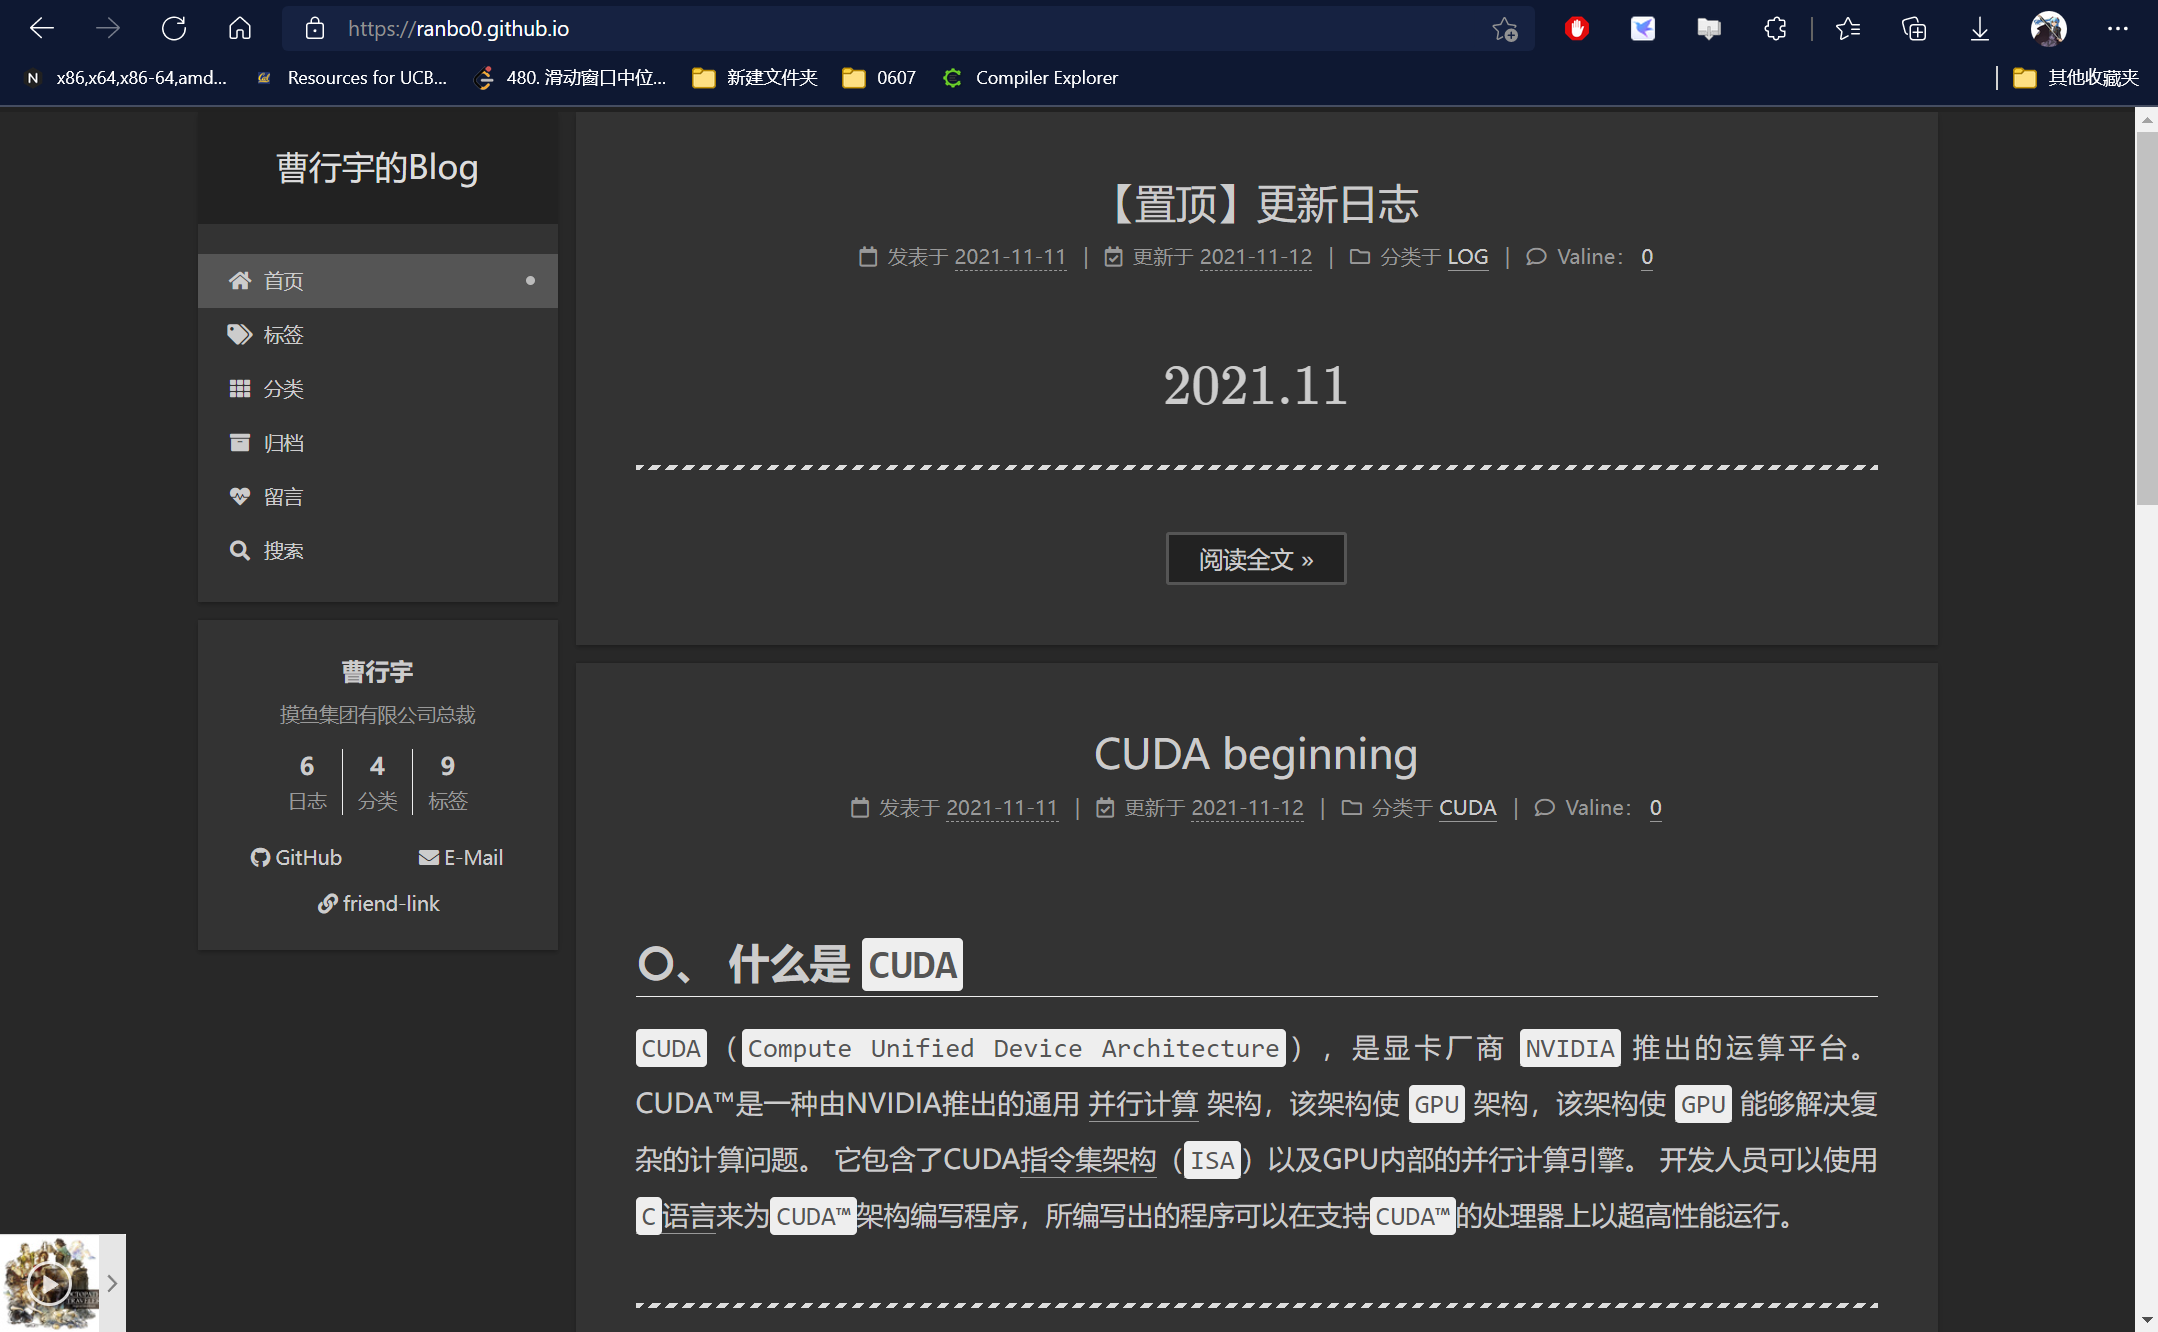 https://ranbo0.github.io
x86,x64,x86-64,amd...
Resources for UCB...
480. 滑动窗口中位...
新建文件夹
0607
Compiler Explorer
其他收藏夹
曹行宇的Blog
首页
标签
分类
归档
留言
搜索
曹行宇
摸鱼集团有限公司总裁
6 4 9
日志 分类 标签
GitHub E-Mail
friend-link
【置顶】更新日志
发表于 2021-11-11 | 更新于 2021-11-12 | 分类于 LOG | Valine： 0
2021.11
阅读全文 »
CUDA beginning
发表于 2021-11-11 | 更新于 2021-11-12 | 分类于 CUDA | Valine： 0
〇、 什么是 CUDA
CUDA （Compute Unified Device Architecture），是显卡厂商 NVIDIA 推出的运算平台。
CUDA™是一种由NVIDIA推出的通用 并行计算 架构，该架构使 GPU 架构，该架构使 GPU 能够解决复
杂的计算问题。 它包含了CUDA指令集架构（ISA）以及GPU内部的并行计算引擎。 开发人员可以使用
C语言来为CUDA™架构编写程序，所编写出的程序可以在支持CUDA™的处理器上以超高性能运行。